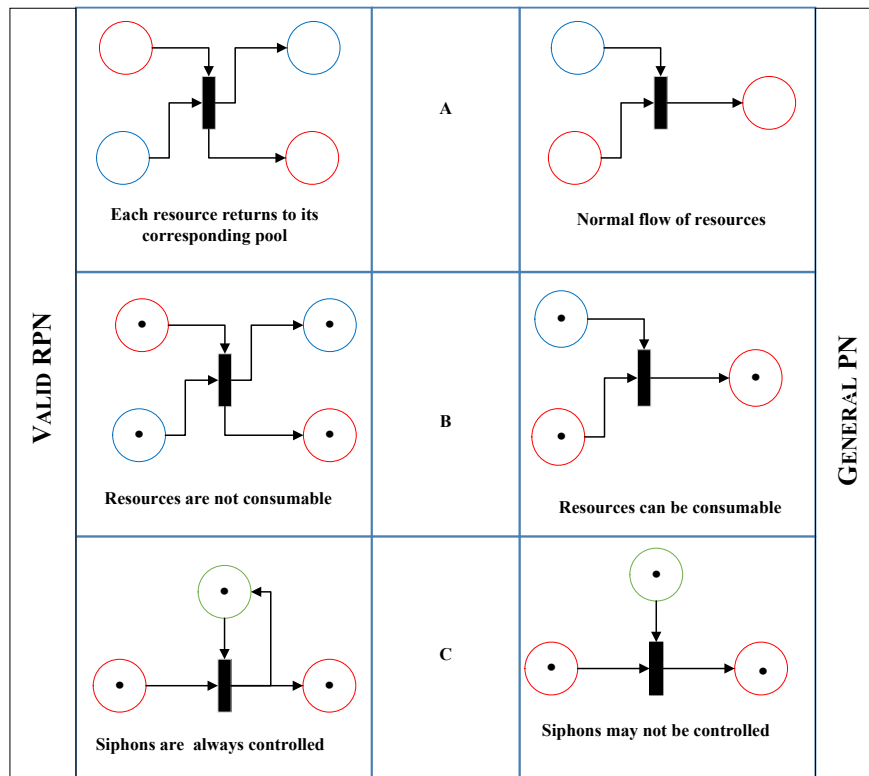 VALID RPN
A
Each resource returns to its
corresponding pool
Normal flow of resources
B
Resources are not consumable
Resources can be consumable
C
Siphons are always controlled
Siphons may not be controlled
GENERAL PN